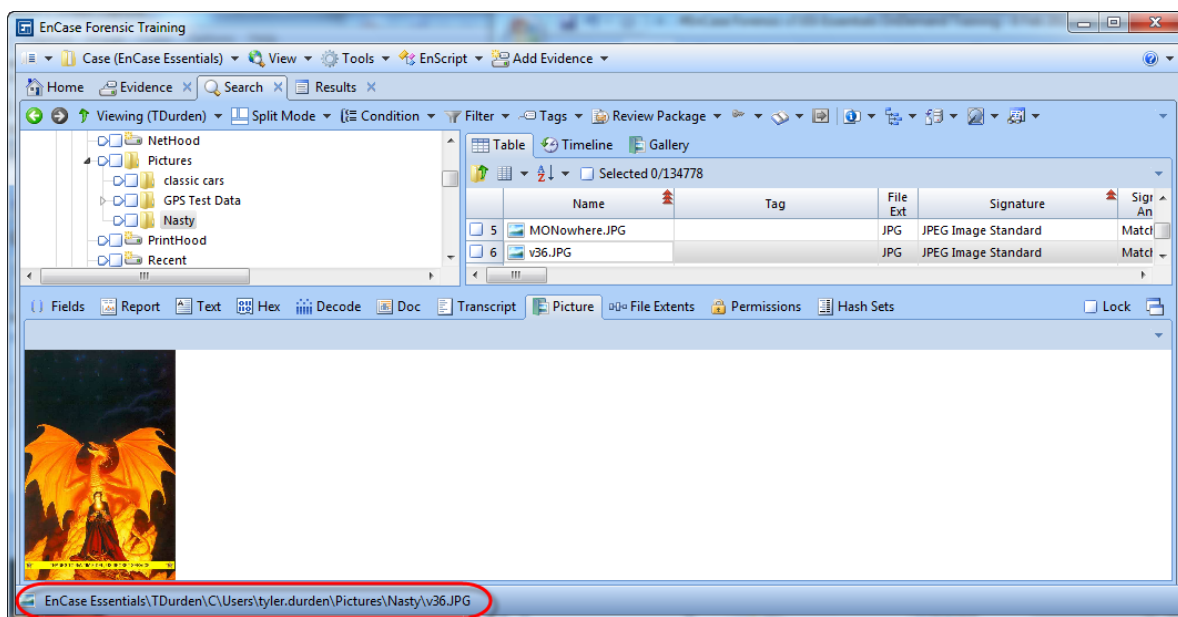 EnCase Forensic Training
Case (EnCase Essentials) View Tools EnScript Add Evidence
Home Evidence Search Results
Viewing (TDurden) Split Mode Condition Filter Tags Review Package
NetHood
Pictures
classic cars
GPS Test Data
Nasty
PrintHood
Recent
Table Timeline Gallery
Selected 0/134778
Name Tag File Ext Signature Sigr An
5 MONowhere.JPG JPG JPEG Image Standard Match
6 v36.JPG JPG JPEG Image Standard Match
Fields Report Text Hex Decode Doc Transcript Picture File Extents Permissions Hash Sets Lock
EnCase Essentials\TDurden\C\Users\tyler.durden\Pictures\Nasty\v36.JPG